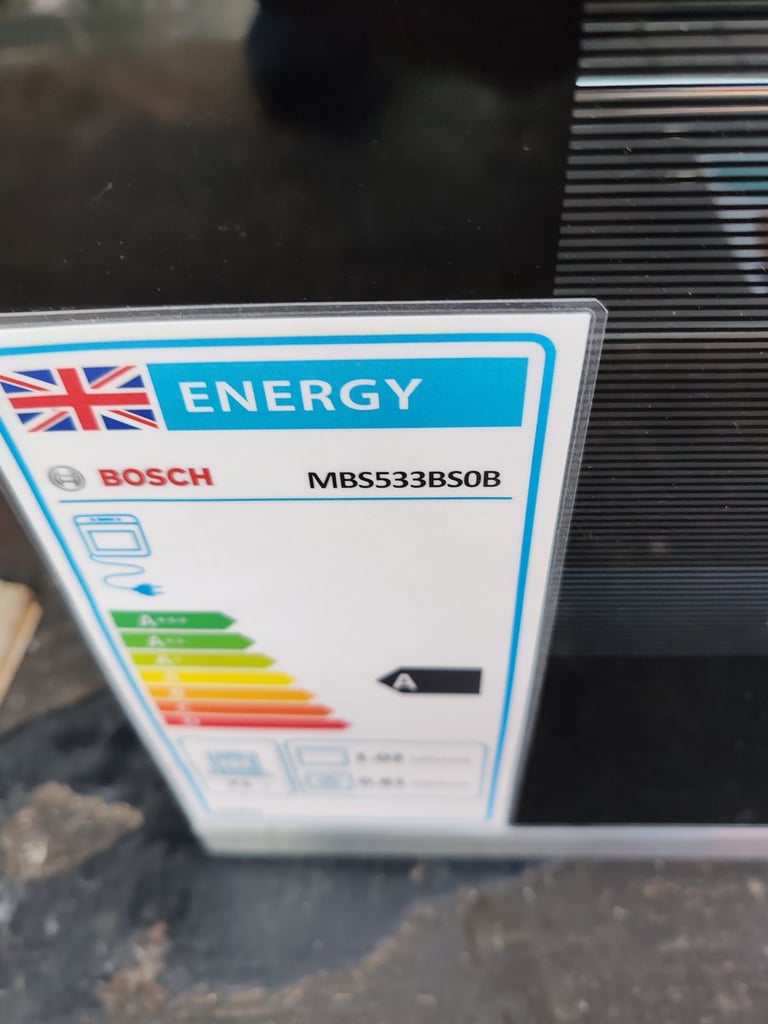 ENERGY
BOSCH MBS533BS0B
A+++
A++
A+
A
A